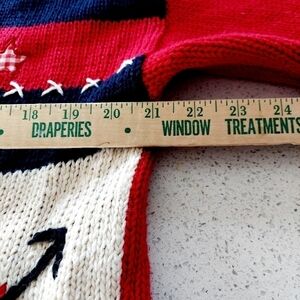 18 19 20 21 22 23 24
DRAPERIES • WINDOW TREATMENTS